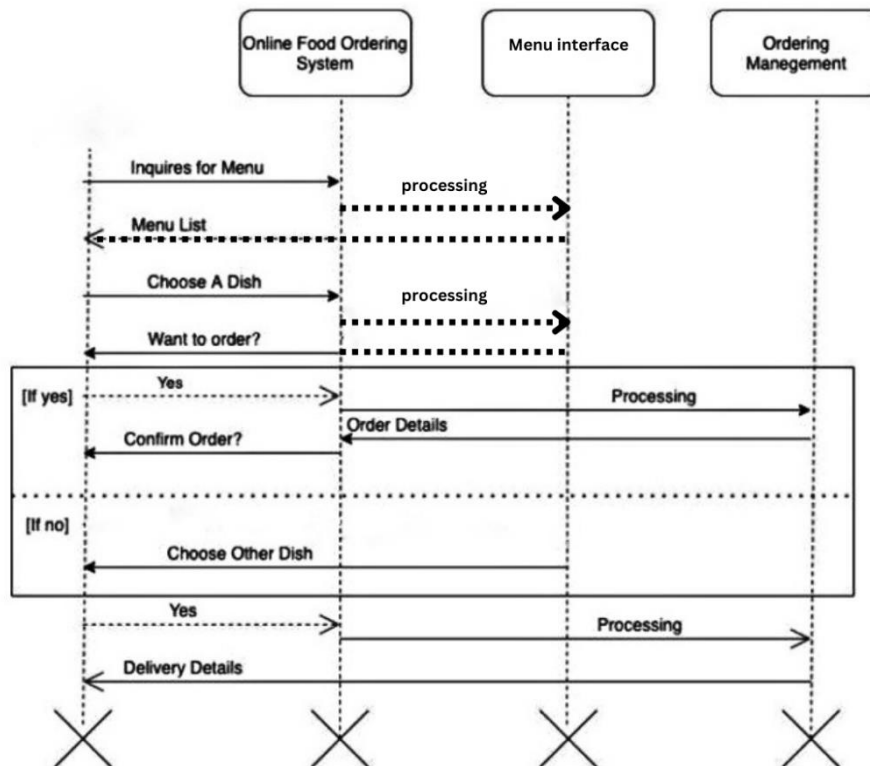 Online Food Ordering
System
Menu interface
Ordering
Manegement
Inquires for Menu
processing
Menu List
Choose A Dish
processing
Want to order?
[If yes]
Yes
Processing
Order Details
Confirm Order?
[If no]
Choose Other Dish
Yes
Processing
Delivery Details